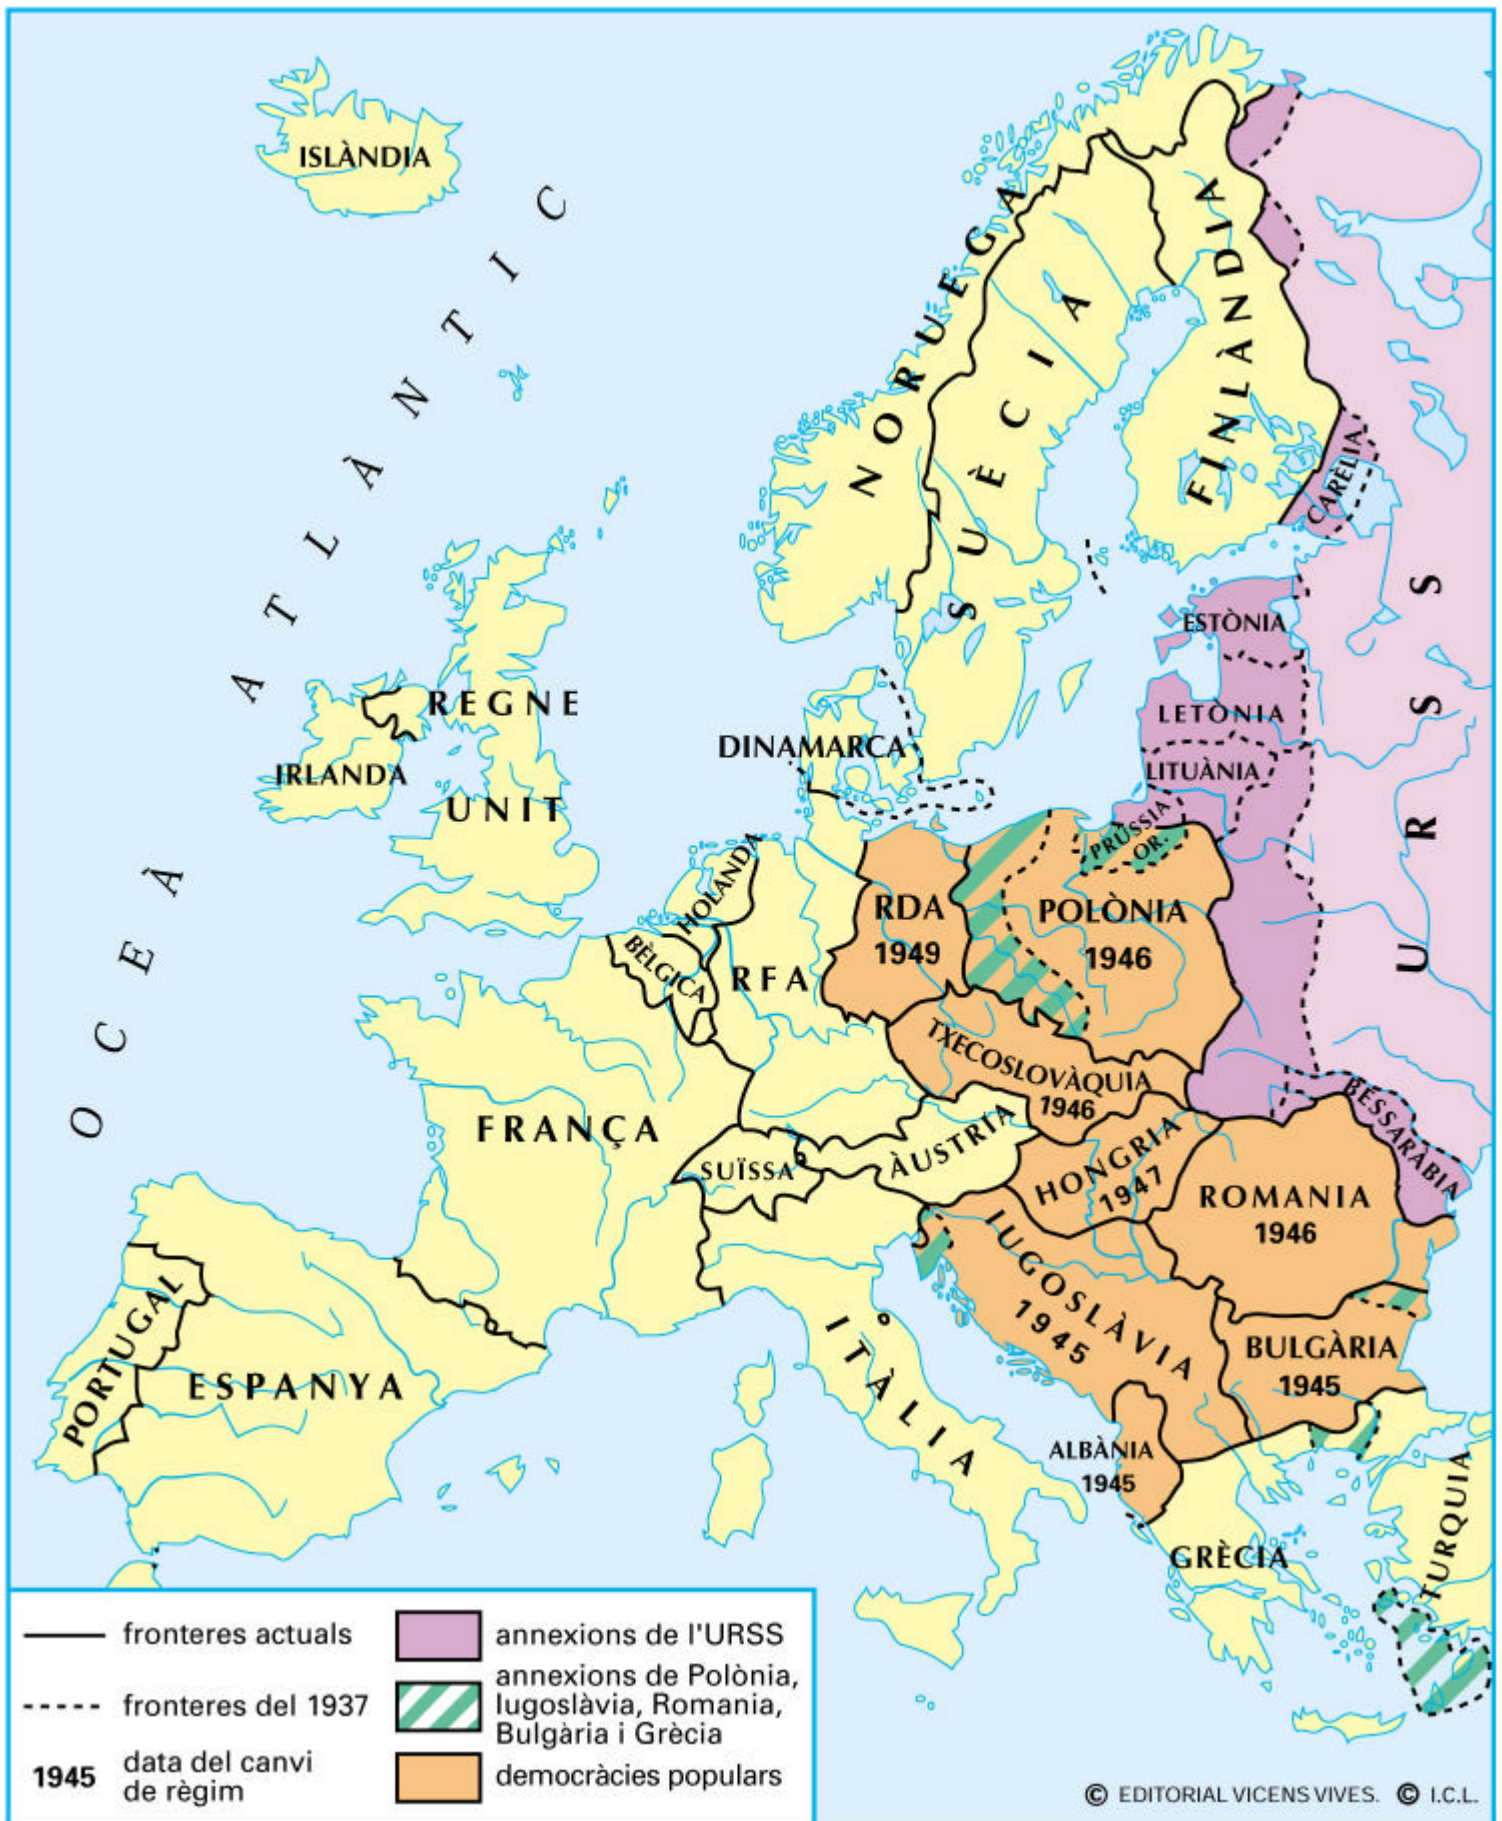 ISLÀNDIA
OCEÀ ATLÀNTIC
NORUEGA
SUÈCIA
FINLÀNDIA
CARÈLIA
URSS
ESTÒNIA
LETÒNIA
LITUÀNIA
PRÚSSIA
OR.
DINAMARCA
REGNE
UNIT
IRLANDA
HOLANDA
BÈLGICA
RFA
RDA
1949
POLÒNIA
1946
TXECOSLOVÀQUIA
1946
BESSARÀBIA
FRANÇA
SUÏSSA
ÀUSTRIA
HONGRIA
1947
ROMANIA
1946
IUGOSLÀVIA
1945
BULGÀRIA
1945
PORTUGAL
ESPANYA
ITÀLIA
ALBÀNIA
1945
GRÈCIA
TURQUIA
fronteres actuals
fronteres del 1937
1945 data del canvi
de règim
annexions de l'URSS
annexions de Polònia,
Iugoslàvia, Romania,
Bulgària i Grècia
democràcies populars
© EDITORIAL VICENS VIVES. © I.C.L.